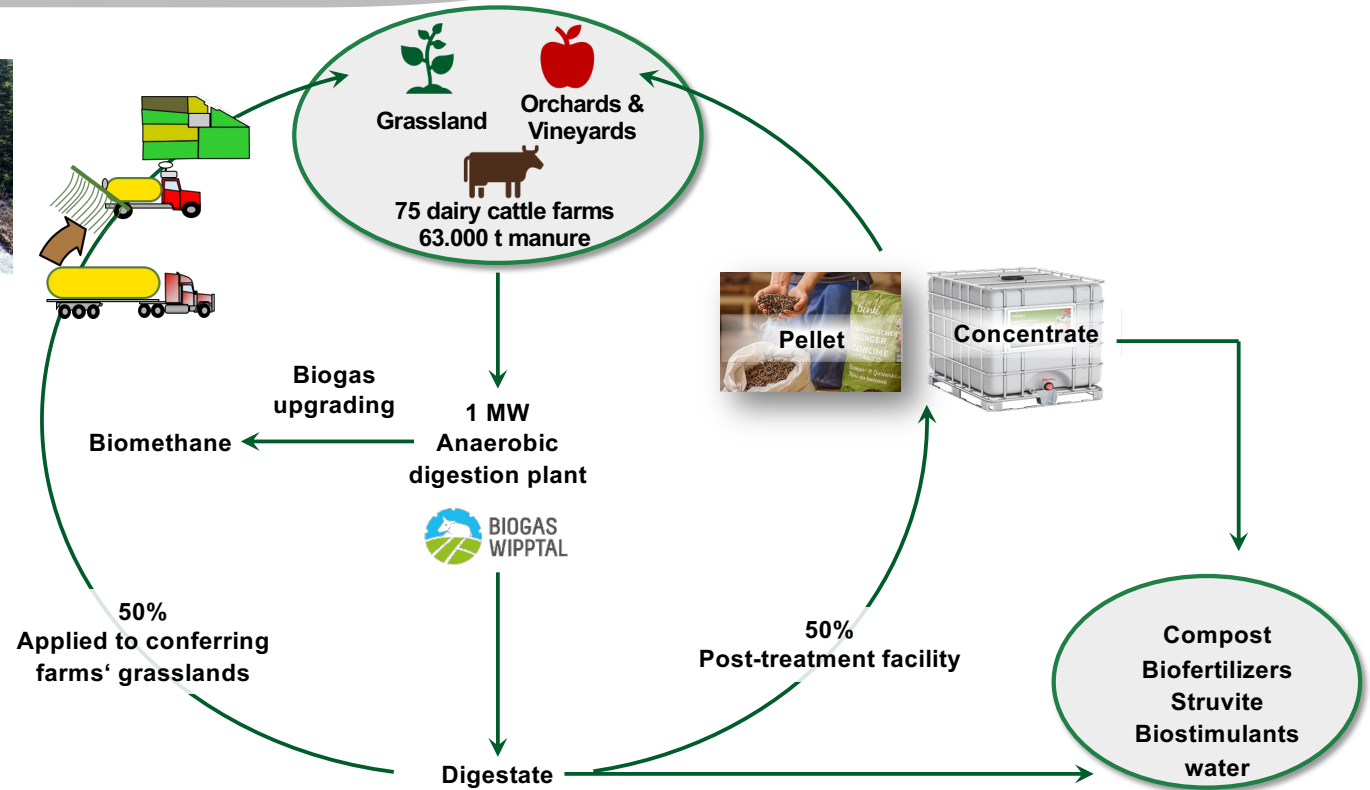 Grassland
Orchards &
Vineyards
75 dairy cattle farms
63.000 t manure
Pellet
Concentrate
Biogas
upgrading
Biomethane
1 MW
Anaerobic
digestion plant
BIOGAS
WIPPTAL
50%
Applied to conferring
farms‘ grasslands
50%
Post-treatment facility
Digestate
Compost
Biofertilizers
Struvite
Biostimulants
water